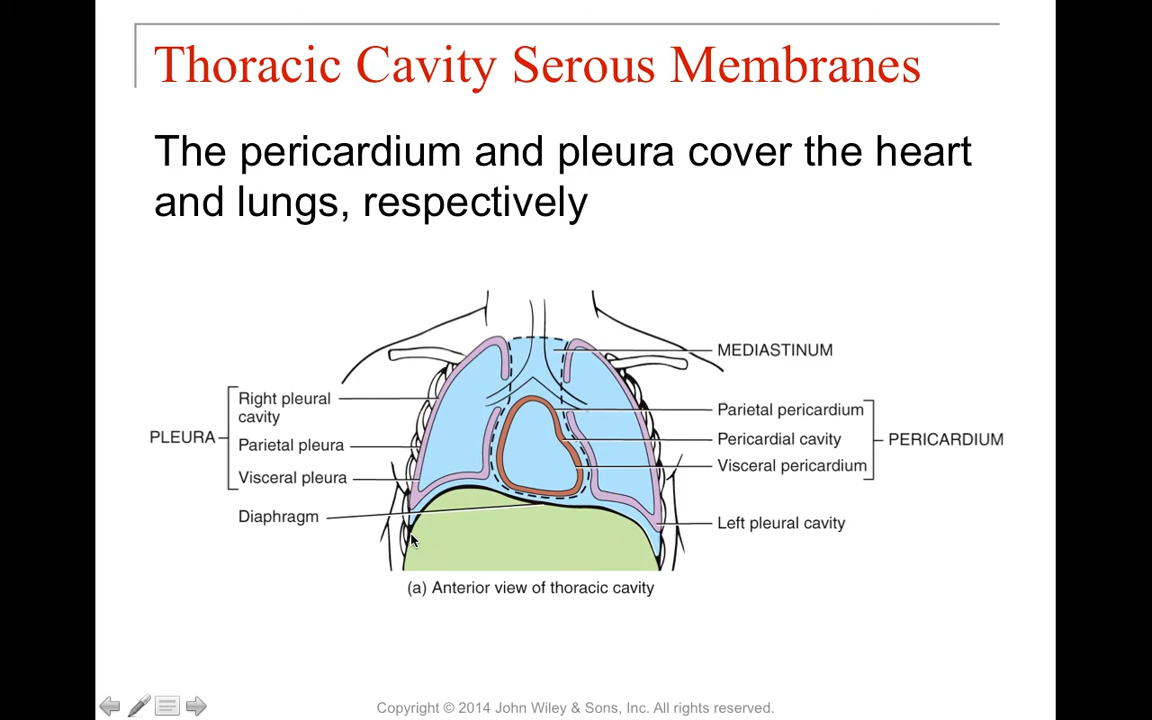 Thoracic Cavity Serous Membranes
The pericardium and pleura cover the heart
and lungs, respectively
MEDIASTINUM
Right pleural
cavity
Parietal pleura
PLEURA
Visceral pleura
Diaphragm
Parietal pericardium
Pericardial cavity
PERICARDIUM
Visceral pericardium
Left pleural cavity
(a) Anterior view of thoracic cavity
Copyright © 2014 John Wiley & Sons, Inc. All rights reserved.